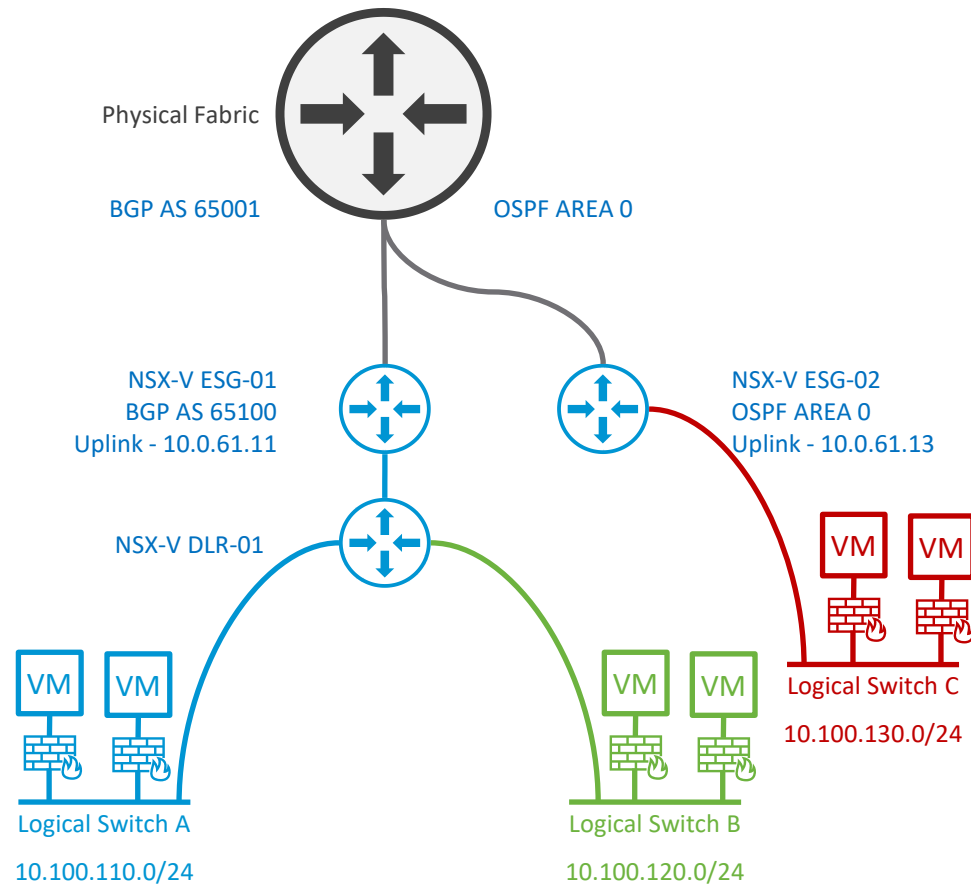 Physical Fabric
BGP AS 65001
OSPF AREA 0
NSX-V ESG-01
BGP AS 65100
Uplink - 10.0.61.11
NSX-V ESG-02
OSPF AREA 0
Uplink - 10.0.61.13
NSX-V DLR-01
VM
VM
Logical Switch C
10.100.130.0/24
VM
VM
Logical Switch A
10.100.110.0/24
VM
VM
Logical Switch B
10.100.120.0/24